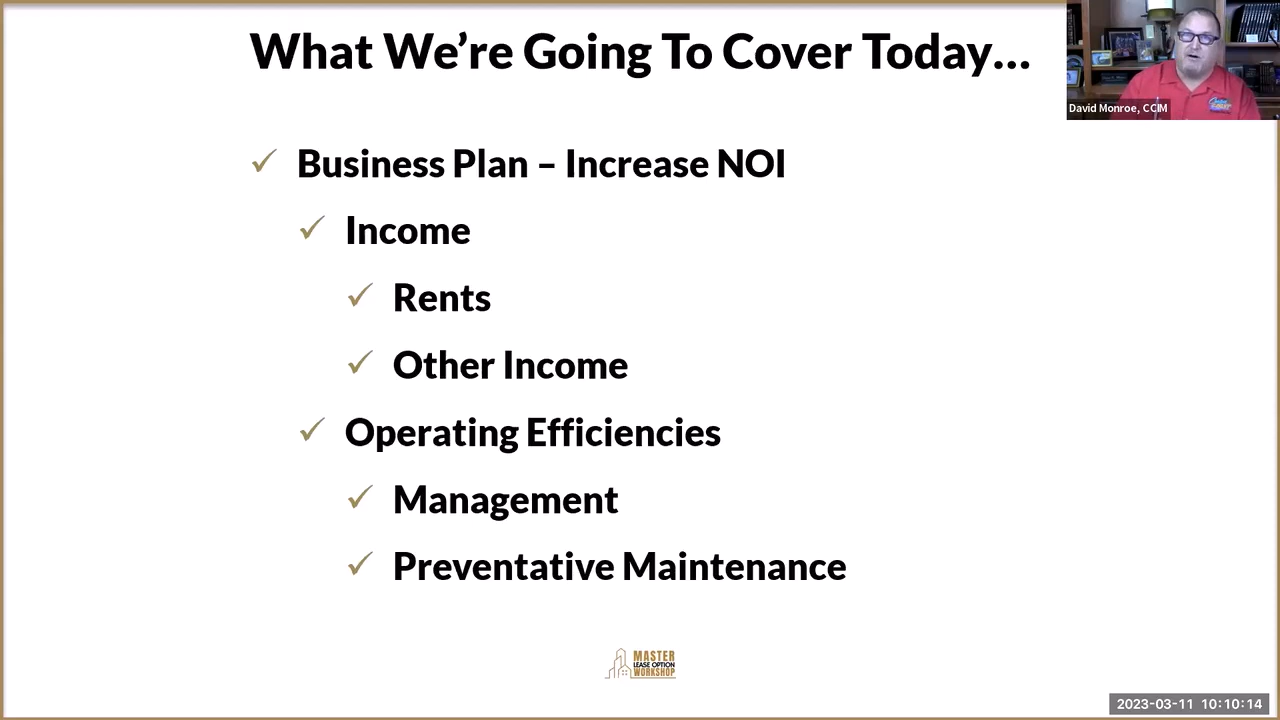 What We’re Going To Cover Today...
David Monroe, CCIM
Business Plan – Increase NOI
Income
Rents
Other Income
Operating Efficiencies
Management
Preventative Maintenance
MASTER
LEASE OPTION
WORKSHOP
2023-03-11 10:10:14